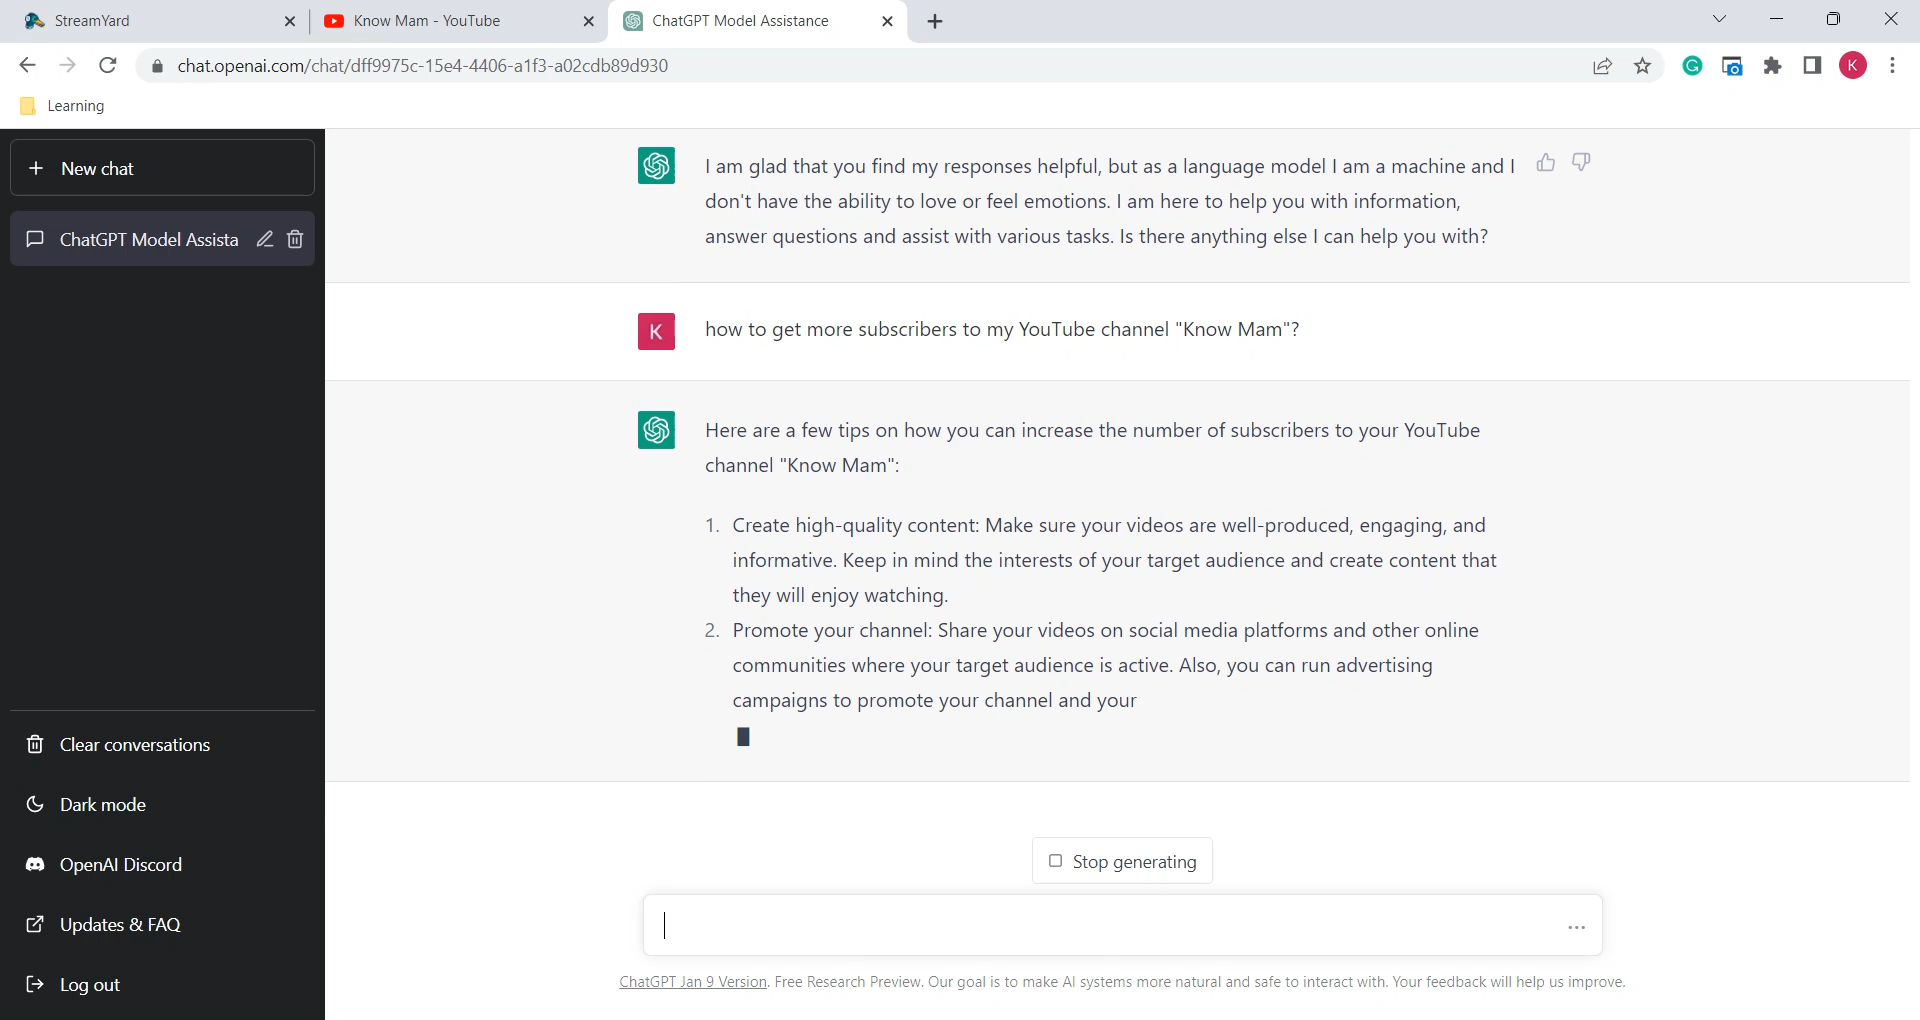 StreamYard
Know Mam - YouTube
ChatGPT Model Assistance
chat.openai.com/chat/dff9975c-15e4-4406-a1f3-a02cdb89d930
K
Learning
New chat
ChatGPT Model Assista
I am glad that you find my responses helpful, but as a language model I am a machine and I
don't have the ability to love or feel emotions. I am here to help you with information,
answer questions and assist with various tasks. Is there anything else I can help you with?
K
how to get more subscribers to my YouTube channel "Know Mam"?
Here are a few tips on how you can increase the number of subscribers to your YouTube
channel "Know Mam":
1. Create high-quality content: Make sure your videos are well-produced, engaging, and
informative. Keep in mind the interests of your target audience and create content that
they will enjoy watching.
2. Promote your channel: Share your videos on social media platforms and other online
communities where your target audience is active. Also, you can run advertising
campaigns to promote your channel and your
Clear conversations
Dark mode
OpenAI Discord
Updates & FAQ
Log out
Stop generating
ChatGPT Jan 9 Version. Free Research Preview. Our goal is to make AI systems more natural and safe to interact with. Your feedback will help us improve.